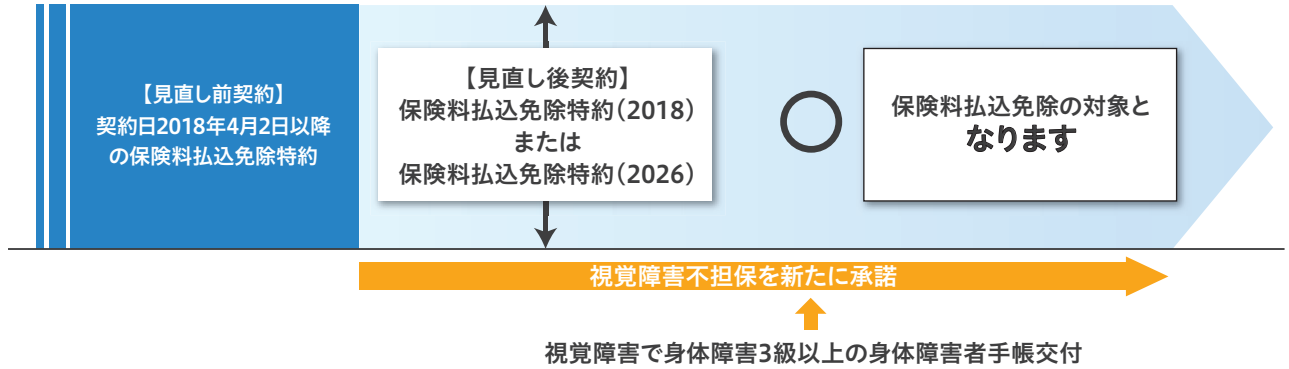 【見直し前契約】
契約日2018年4月2日以降
の保険料払込免除特約
【見直し後契約】
保険料払込免除特約(2018)
または
保険料払込免除特約(2026)
保険料払込免除の対象と
なります
視覚障害不担保を新たに承諾
視覚障害で身体障害3級以上の身体障害者手帳交付